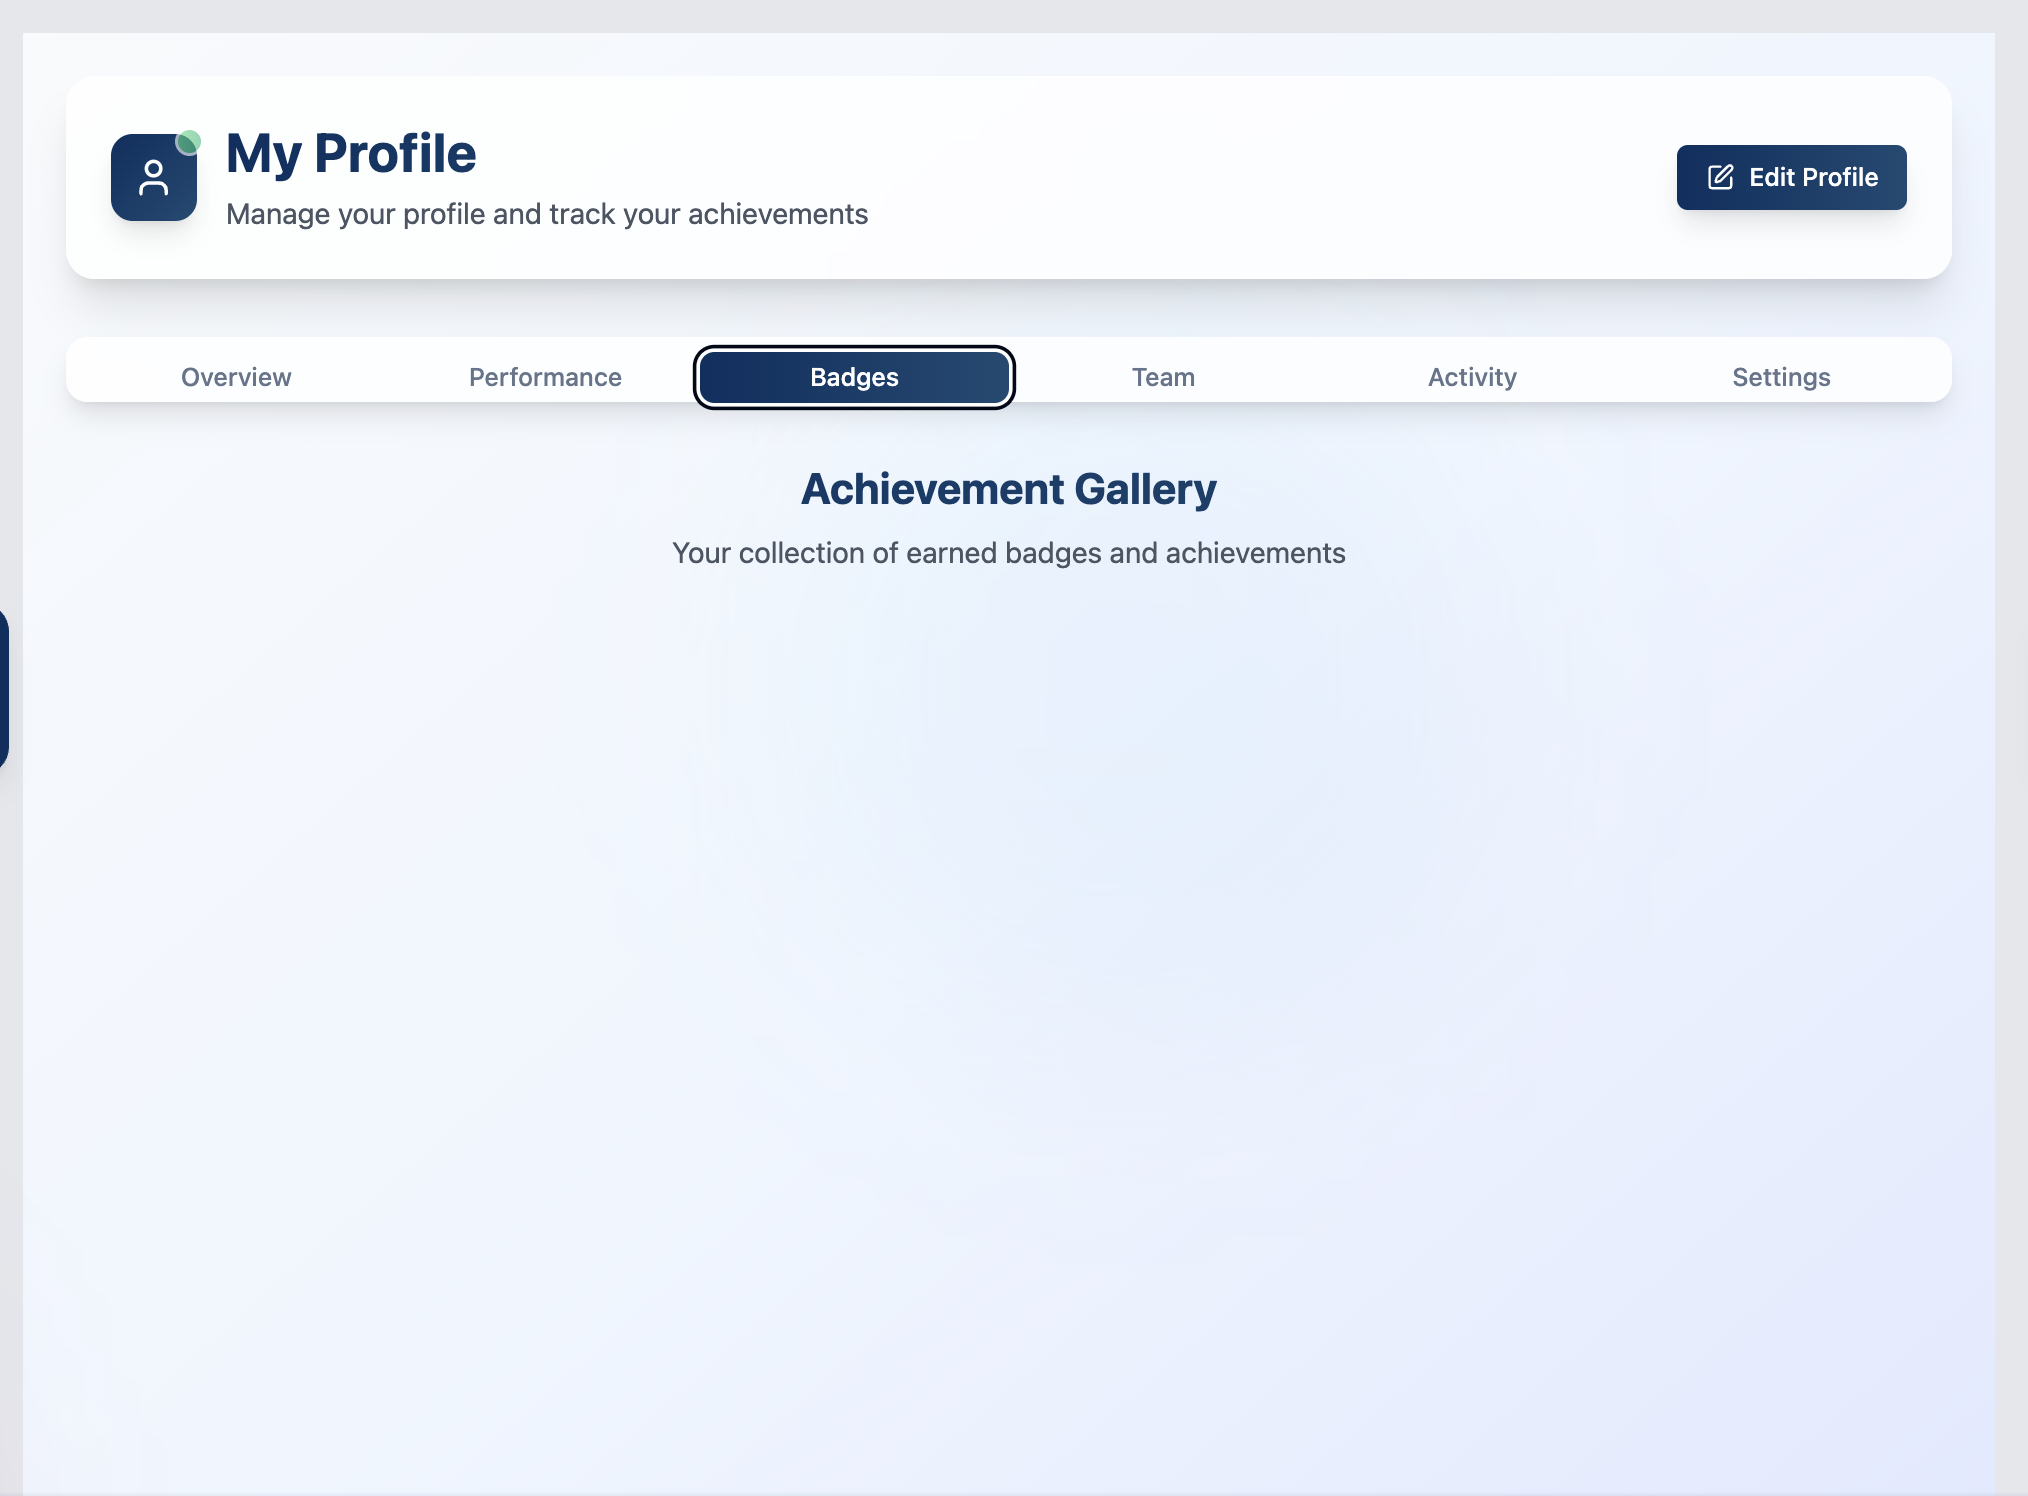 My Profile
Manage your profile and track your achievements
Edit Profile
Overview
Performance
Badges
Team
Activity
Settings
Achievement Gallery
Your collection of earned badges and achievements